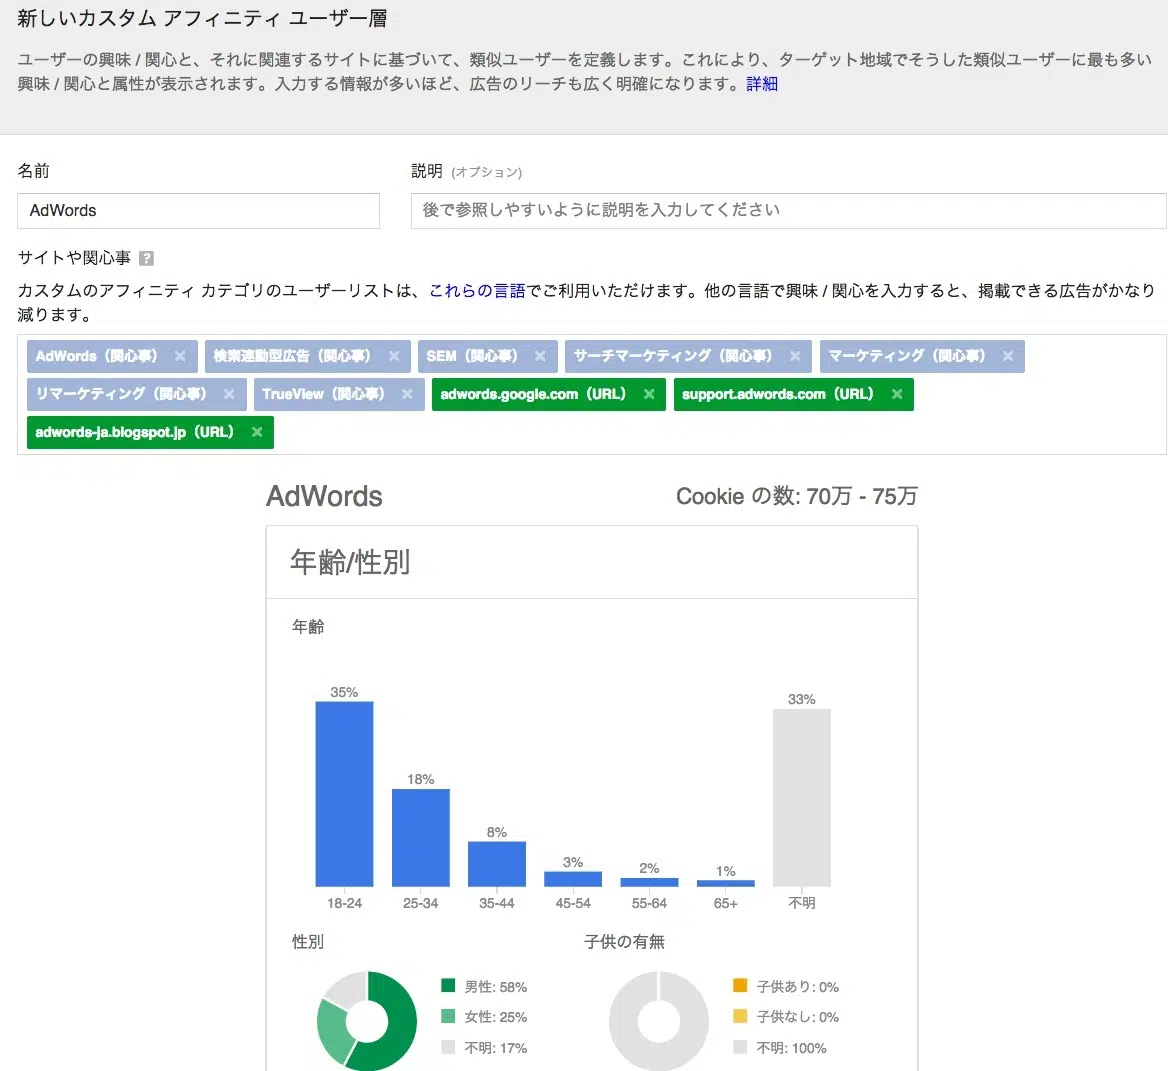 新しいカスタム アフィニティ ユーザー層
ユーザーの興味 / 関心と、それに関連するサイトに基づいて、類似ユーザーを定義します。これにより、ターゲット地域でそうした類似ユーザーに最も多い
興味 / 関心と属性が表示されます。入力する情報が多いほど、広告のリーチも広く明確になります。詳細
名前
説明 (オプション)
AdWords
後で参照しやすいように説明を入力してください
サイトや関心事 ?
カスタムのアフィニティ カテゴリのユーザーリストは、これらの言語でご利用いただけます。他の言語で興味 / 関心を入力すると、掲載できる広告がかなり
減ります。
AdWords（関心事） × 検索連動型広告（関心事） × SEM（関心事） × サーチマーケティング（関心事） × マーケティング（関心事） ×
リマーケティング（関心事） × TrueView（関心事） × adwords.google.com（URL） × support.adwords.com（URL） ×
adwords-ja.blogspot.jp（URL） ×
AdWords
Cookie の数: 70万 - 75万
年齢/性別
年齢
35% 18% 8% 3% 2% 1% 33%
18-24 25-34 35-44 45-54 55-64 65+ 不明
性別
男性: 58%
女性: 25%
不明: 17%
子供の有無
子供あり: 0%
子供なし: 0%
不明: 100%